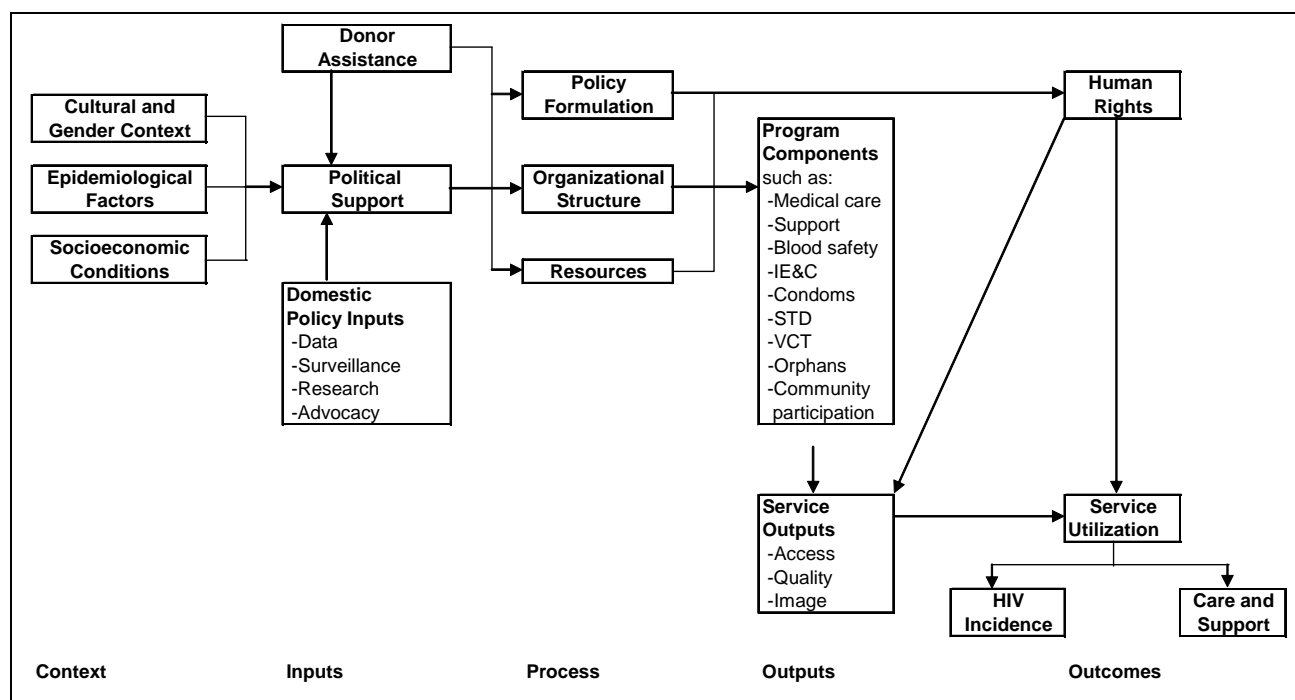 Donor
Assistance
Policy
Formulation
Human
Rights
Cultural and
Gender Context
Epidemiological
Factors
Socioeconomic
Conditions
Political
Support
Organizational
Structure
Resources
Domestic
Policy Inputs
-Data
-Surveillance
-Research
-Advocacy
Program
Components
such as:
-Medical care
-Support
-Blood safety
-IE&C
-Condoms
-STD
-VCT
-Orphans
-Community
participation
Service
Outputs
-Access
-Quality
-Image
Service
Utilization
HIV
Incidence
Care and
Support
Context
Inputs
Process
Outputs
Outcomes